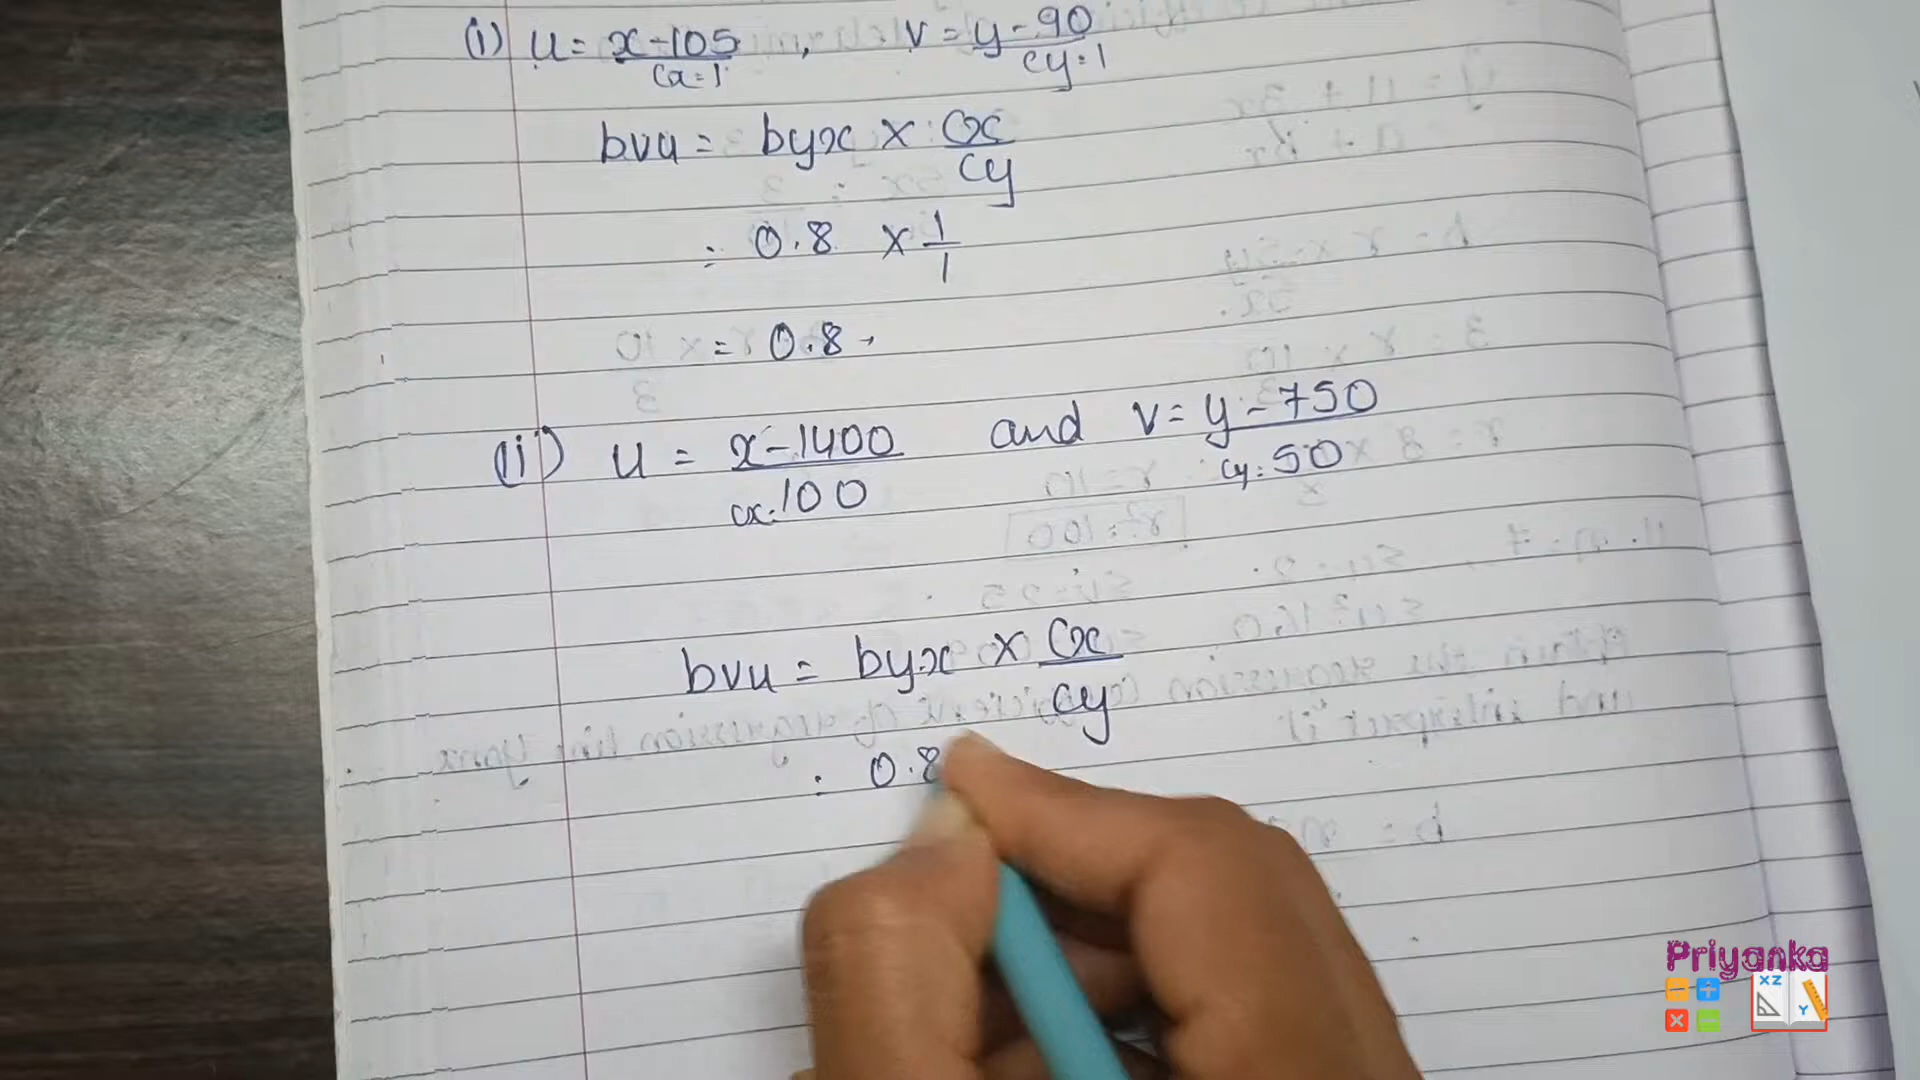 (i) u = x-105 , v = y-90
cx=1 cy=1
bvu = byx × cx
cy
= 0.8 × 1
1
= 0.8
(ii) u = x-1400 and v = y-750
cx=100 cy=50
bvu = byx × cx
cy
= 0.8
Priyanka
XZ
Y